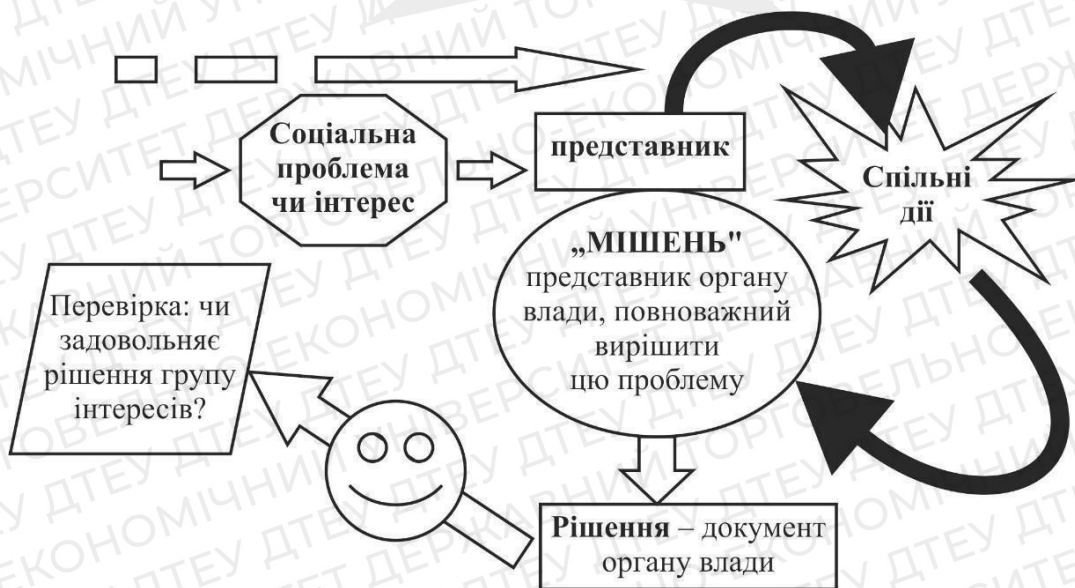 Соціальна
проблема
чи інтерес
представник
Спільні
дії
„МІШЕНЬ"
представник органу
влади, повноважний
вирішити
цю проблему
Перевірка: чи
задовольняє
рішення групу
інтересів?
Рішення – документ
органу влади